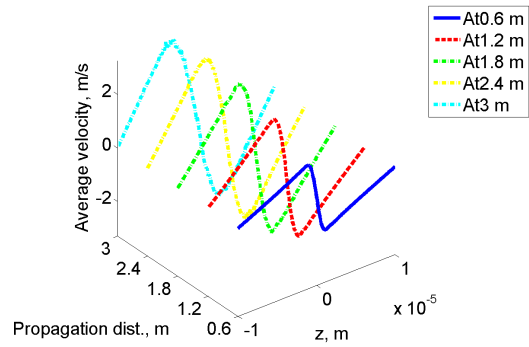 At0.6 m
At1.2 m
At1.8 m
At2.4 m
At3 m
Average velocity, m/s
2
0
-2
3
2.4
1.8
1.2
0.6
Propagation dist., m
-1
0
1
x 10^-5
z, m